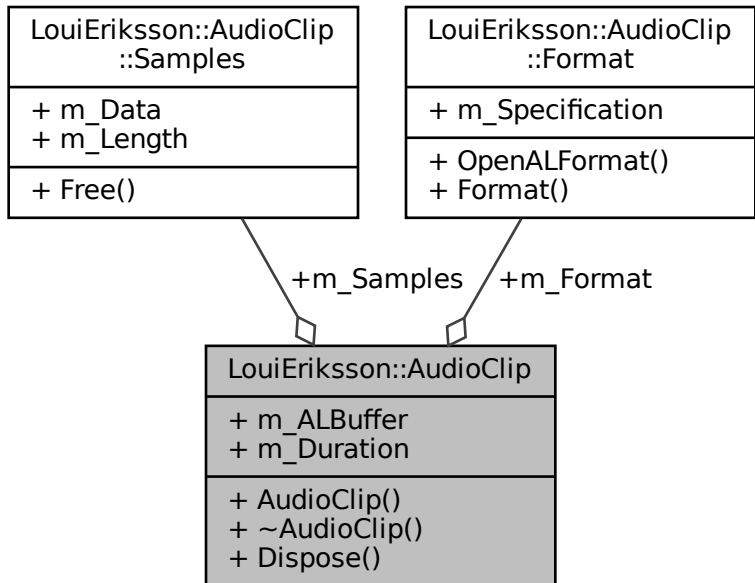 LouiEriksson::AudioClip
::Samples
+ m_Data
+ m_Length
+ Free()
LouiEriksson::AudioClip
::Format
+ m_Specification
+ OpenALFormat()
+ Format()
+m_Samples
+m_Format
LouiEriksson::AudioClip
+ m_ALBuffer
+ m_Duration
+ AudioClip()
+ ~AudioClip()
+ Dispose()